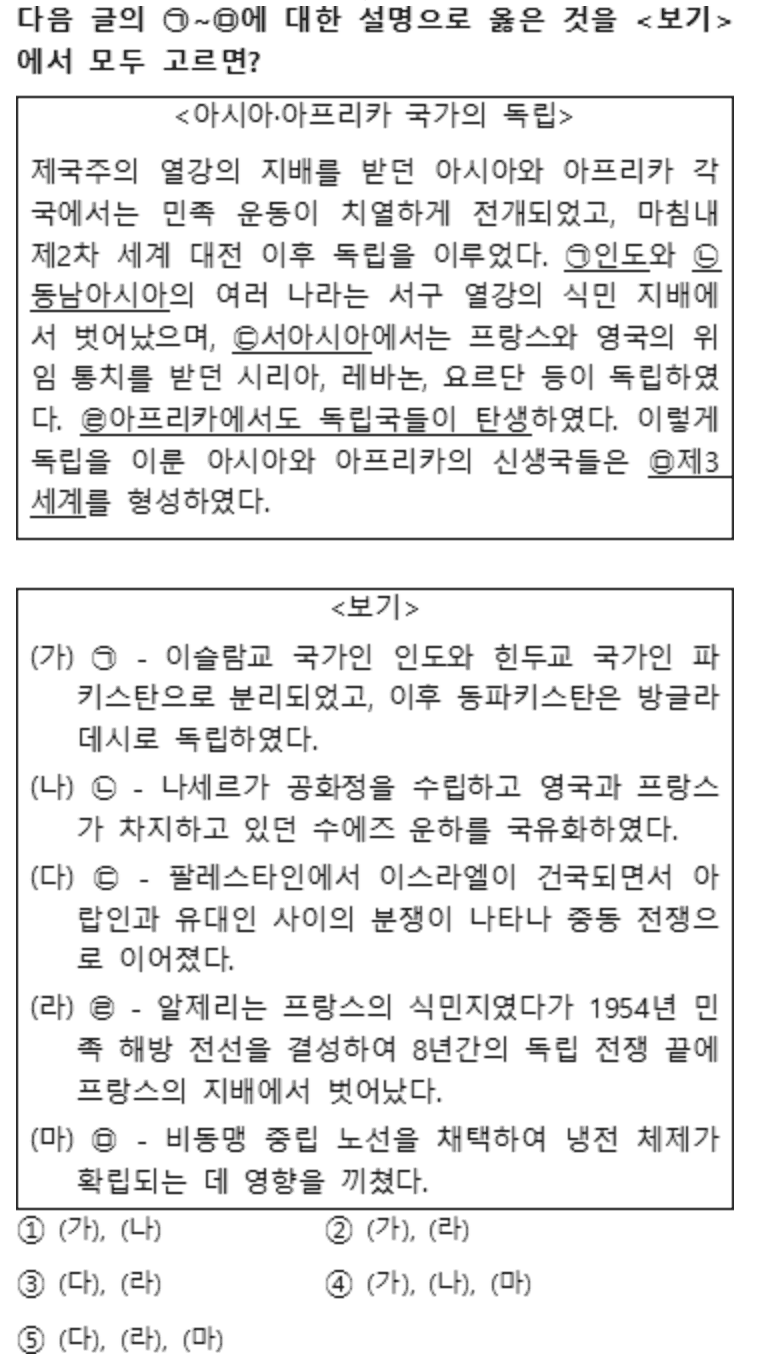 다음 글의 ㉠~㉤에 대한 설명으로 옳은 것을 <보기>
에서 모두 고르면?
<아시아·아프리카 국가의 독립>
제국주의 열강의 지배를 받던 아시아와 아프리카 각
국에서는 민족 운동이 치열하게 전개되었고, 마침내
제2차 세계 대전 이후 독립을 이루었다. ㉠인도와 ㉡
동남아시아의 여러 나라는 서구 열강의 식민 지배에
서 벗어났으며, ㉢서아시아에서는 프랑스와 영국의 위
임 통치를 받던 시리아, 레바논, 요르단 등이 독립하였
다. ㉣아프리카에서도 독립국들이 탄생하였다. 이렇게
독립을 이룬 아시아와 아프리카의 신생국들은 ㉤제3
세계를 형성하였다.
<보기>
(가) ㉠ - 이슬람교 국가인 인도와 힌두교 국가인 파
키스탄으로 분리되었고, 이후 동파키스탄은 방글라
데시로 독립하였다.
(나) ㉡ - 나세르가 공화정을 수립하고 영국과 프랑스
가 차지하고 있던 수에즈 운하를 국유화하였다.
(다) ㉢ - 팔레스타인에서 이스라엘이 건국되면서 아
랍인과 유대인 사이의 분쟁이 나타나 중동 전쟁으
로 이어졌다.
(라) ㉣ - 알제리는 프랑스의 식민지였다가 1954년 민
족 해방 전선을 결성하여 8년간의 독립 전쟁 끝에
프랑스의 지배에서 벗어났다.
(마) ㉤ - 비동맹 중립 노선을 채택하여 냉전 체제가
확립되는 데 영향을 끼쳤다.
① (가), (나) ② (가), (라)
③ (다), (라) ④ (가), (나), (마)
⑤ (다), (라), (마)